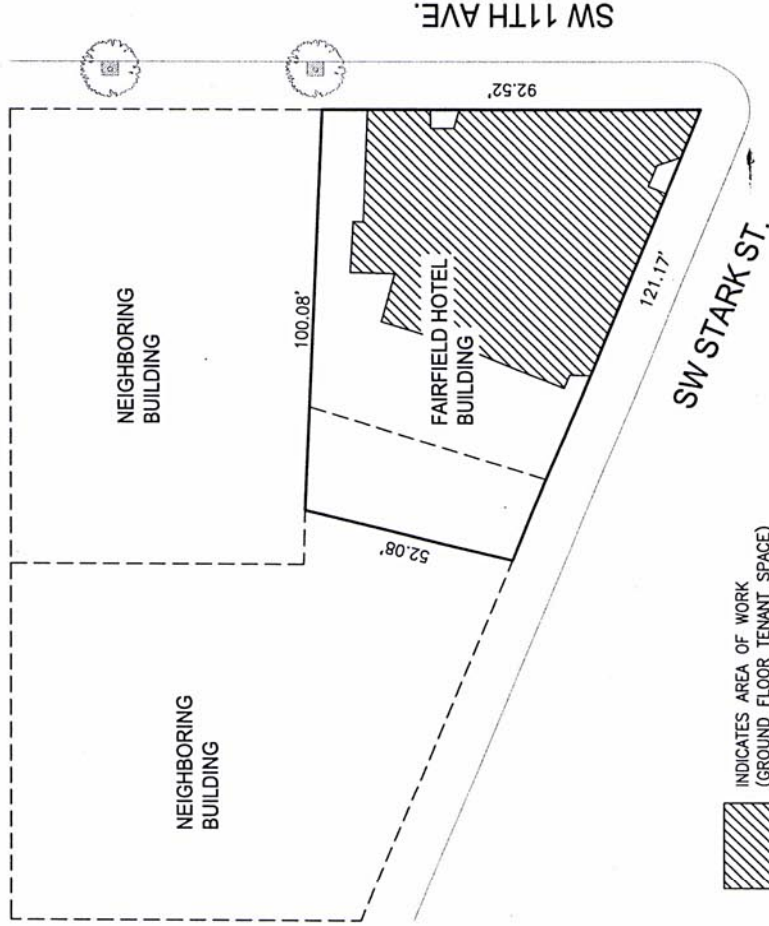 SW 11TH AVE.
NEIGHBORING
BUILDING
92.52'
100.08'
FAIRFIELD HOTEL
BUILDING
121.17'
52.08'
SW STARK ST.
NEIGHBORING
BUILDING
INDICATES AREA OF WORK
(GROUND FLOOR TENANT SPACE)